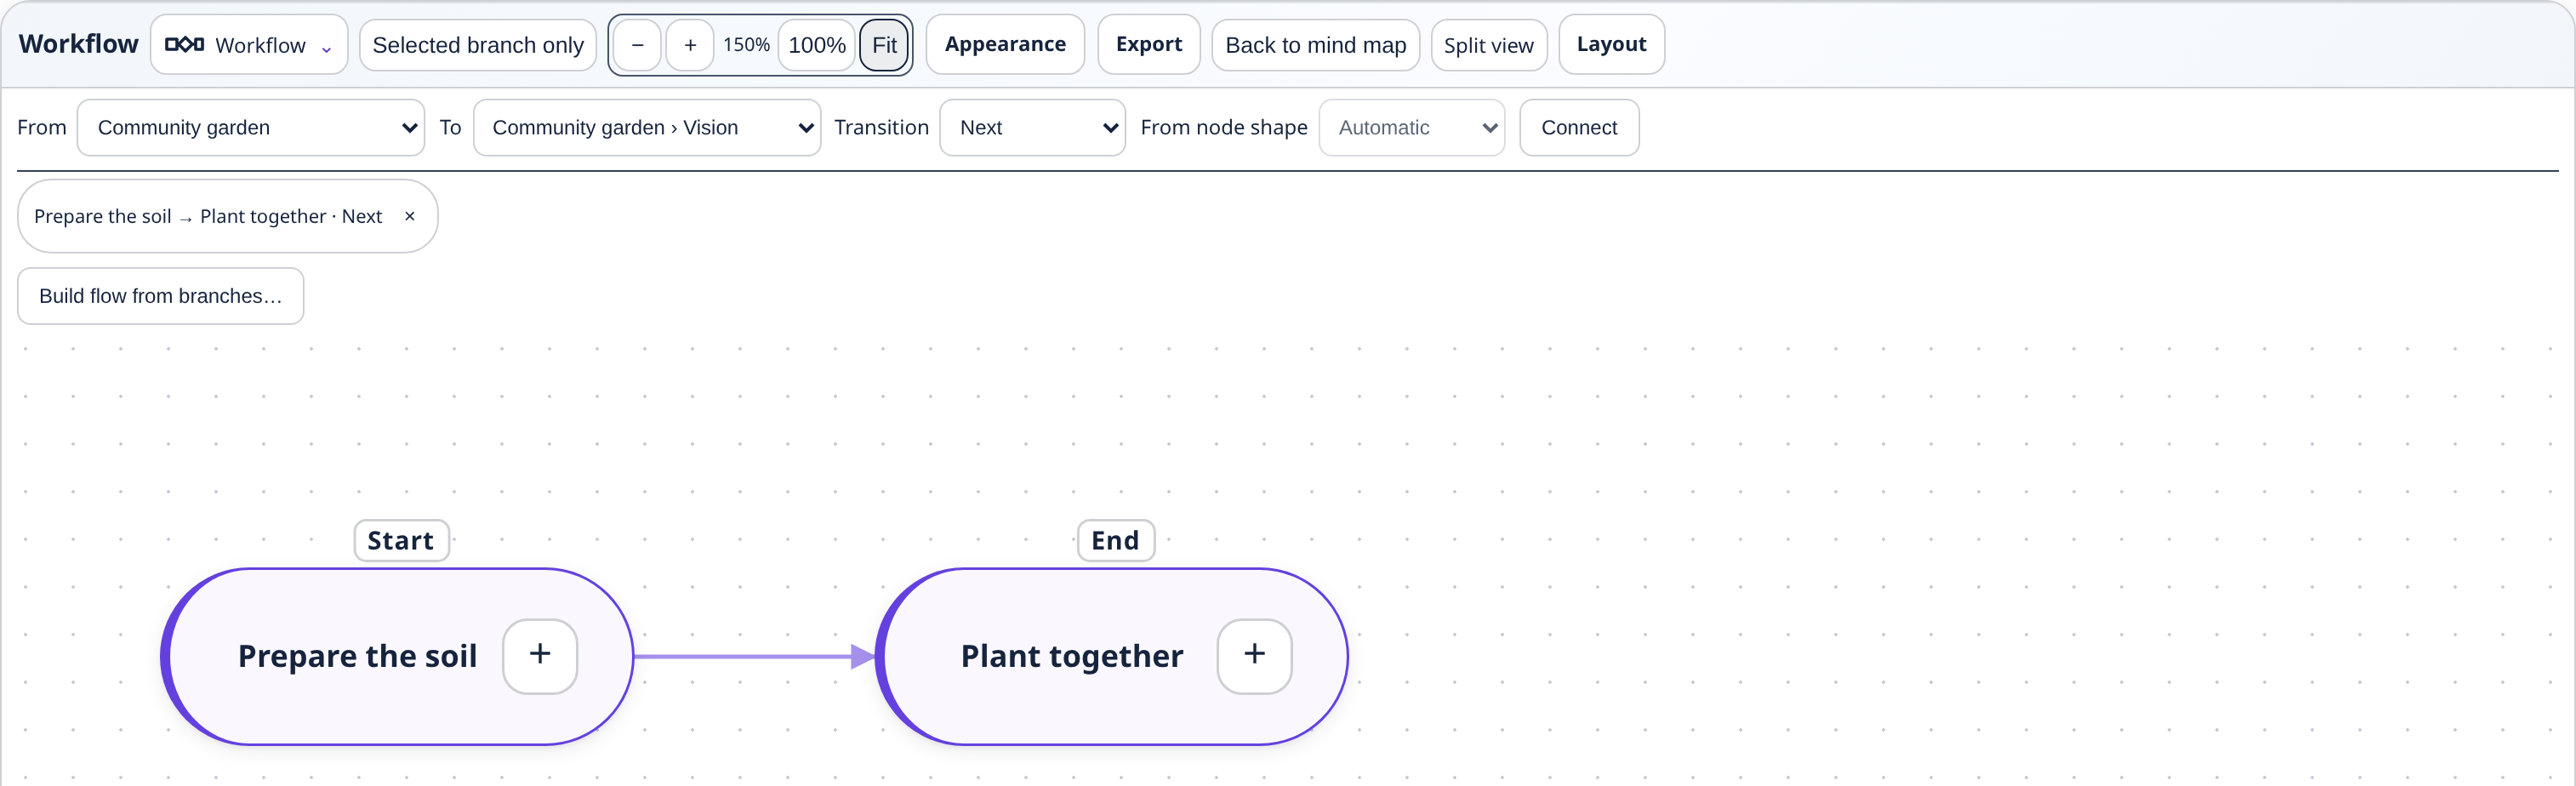 Workflow Workflow Selected branch only − + 150% 100% Fit Appearance Export Back to mind map Split view Layout
From Community garden To Community garden › Vision Transition Next From node shape Automatic Connect
Prepare the soil → Plant together · Next ×
Build flow from branches…
Start End
Prepare the soil + Plant together +